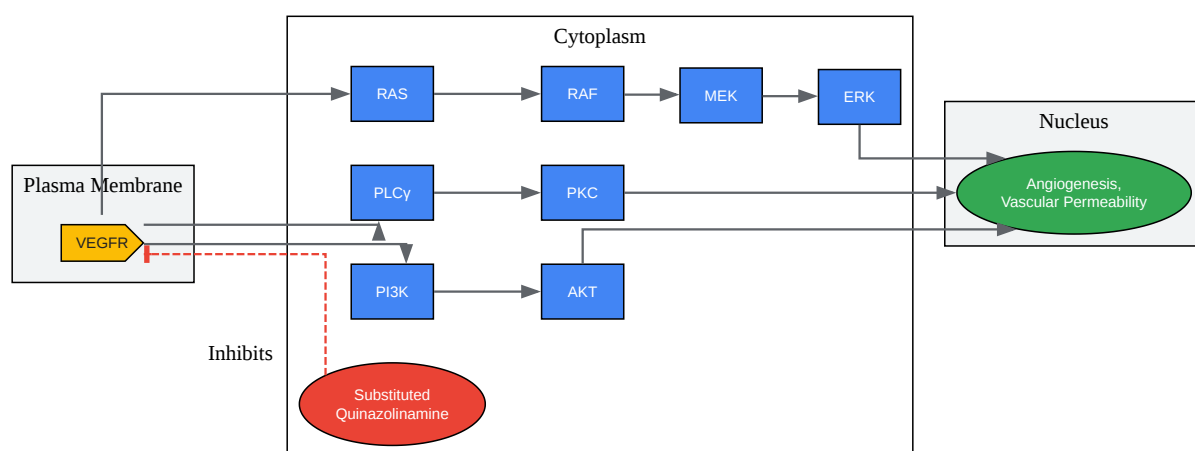 Cytoplasm
RAS
RAF
MEK
ERK
Nucleus
Plasma Membrane
PLCγ
PKC
Angiogenesis,
Vascular Permeability
VEGFR
PI3K
AKT
Inhibits
Substituted
Quinazolinamine